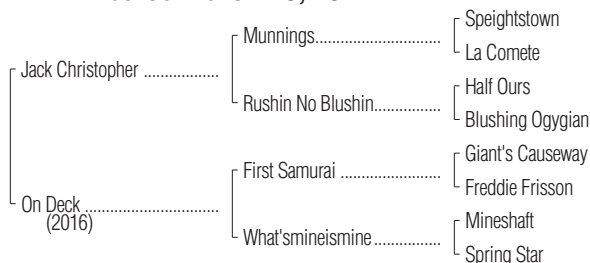 Speightstown
Munnings
La Comete
Jack Christopher
Half Ours
Rushin No Blushin
Blushing Ogygian
Giant's Causeway
First Samurai
Freddie Frisson
On Deck
(2016)
Mineshaft
What'smineismine
Spring Star